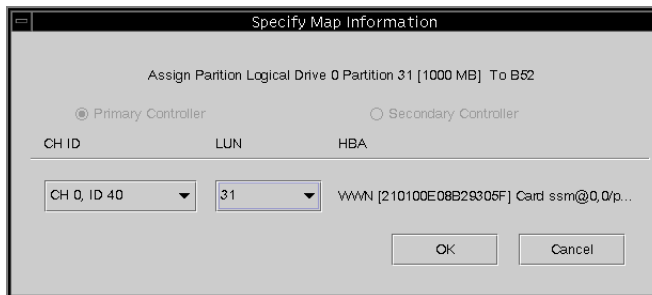 Specify Map Information
Assign Parition Logical Drive 0 Partition 31 [1000 MB] To B52
Primary Controller Secondary Controller
CH ID LUN HBA
CH 0, ID 40 31 WWN [210100E08B29305F] Card ssm@0,0/p...
OK Cancel